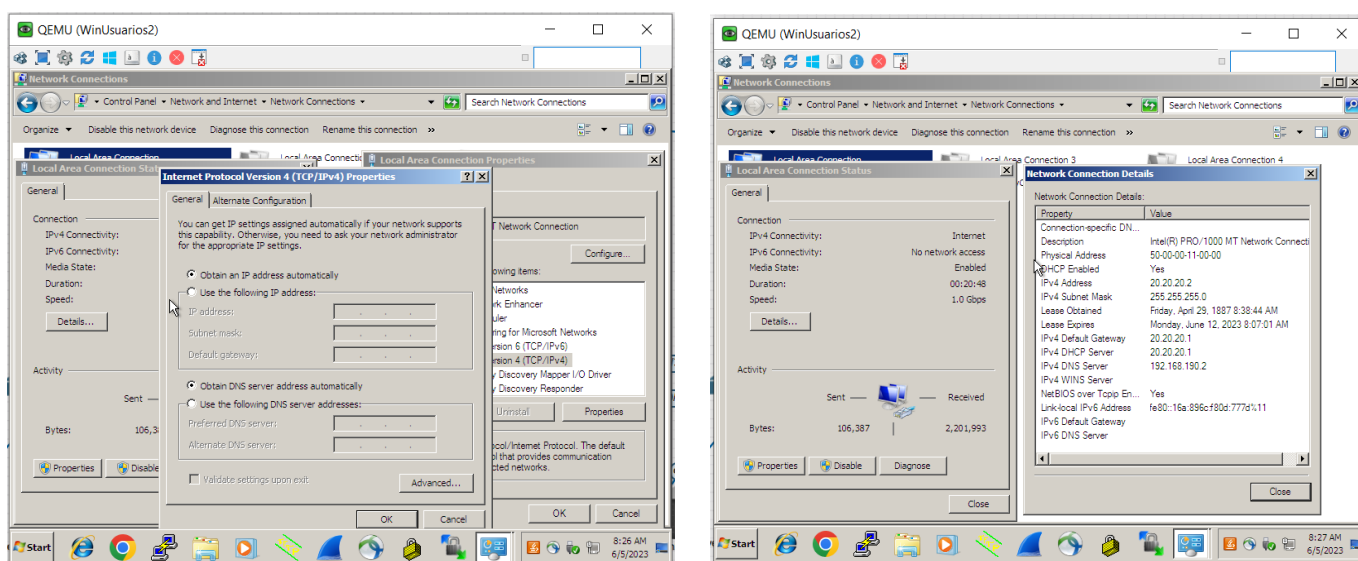 QEMU (WinUsuarios2)
Network Connections
Control Panel Network and Internet Network Connections
Search Network Connections
Organize Disable this network device Diagnose this connection Rename this connection »
Local Area Connection
Local Area Connection Properties
Internet Protocol Version 4 (TCP/IPv4) Properties
General
General Alternate Configuration
You can get IP settings assigned automatically if your network supports
this capability. Otherwise, you need to ask your network administrator
for the appropriate IP settings.
Obtain an IP address automatically
Use the following IP address:
IP address:
Subnet mask:
Default gateway:
Obtain DNS server address automatically
Use the following DNS server addresses:
Preferred DNS server:
Alternate DNS server:
Validate settings upon exit
Advanced...
OK Cancel
Connection
IPv4 Connectivity:
IPv6 Connectivity:
Media State:
Duration:
Speed:
Details...
Activity
Sent
Bytes:
Properties Disable
Network Connection
Configure...
Networks
Enhancer
Microsoft Networks
(TCP/IPv6)
4 (TCP/IPv4)
Discovery Mapper I/O Driver
Discovery Responder
Uninstall Properties
Protocol. The default
that provides communication
networks.
OK Cancel
Start
8:26 AM
6/5/2023
QEMU (WinUsuarios2)
Network Connections
Control Panel Network and Internet Network Connections
Search Network Connections
Organize Disable this network device Diagnose this connection Rename this connection »
Local Area Connection
Local Area Connection 3
Local Area Connection 4
Local Area Connection Status
General
Connection
IPv4 Connectivity: Internet
IPv6 Connectivity: No network access
Media State: Enabled
Duration: 00:20:48
Speed: 1.0 Gbps
Details...
Activity
Sent Received
Bytes: 106,387 2,201,993
Properties Disable Diagnose
Close
Network Connection Details
Network Connection Details:
Property Value
Connection-specific DN...
Description Intel(R) PRO/1000 MT Network Connecti
Physical Address 50-00-00-11-00-00
DHCP Enabled Yes
IPv4 Address 20.20.20.2
IPv4 Subnet Mask 255.255.255.0
Lease Obtained Friday, April 29, 1887 8:38:44 AM
Lease Expires Monday, June 12, 2023 8:07:01 AM
IPv4 Default Gateway 20.20.20.1
IPv4 DHCP Server 20.20.20.1
IPv4 DNS Server 192.168.190.2
IPv4 WINS Server
NetBIOS over Tcpip En... Yes
Link-local IPv6 Address fe80::16a:896c:f80d:777d%11
IPv6 Default Gateway
IPv6 DNS Server
Close
Start
8:27 AM
6/5/2023